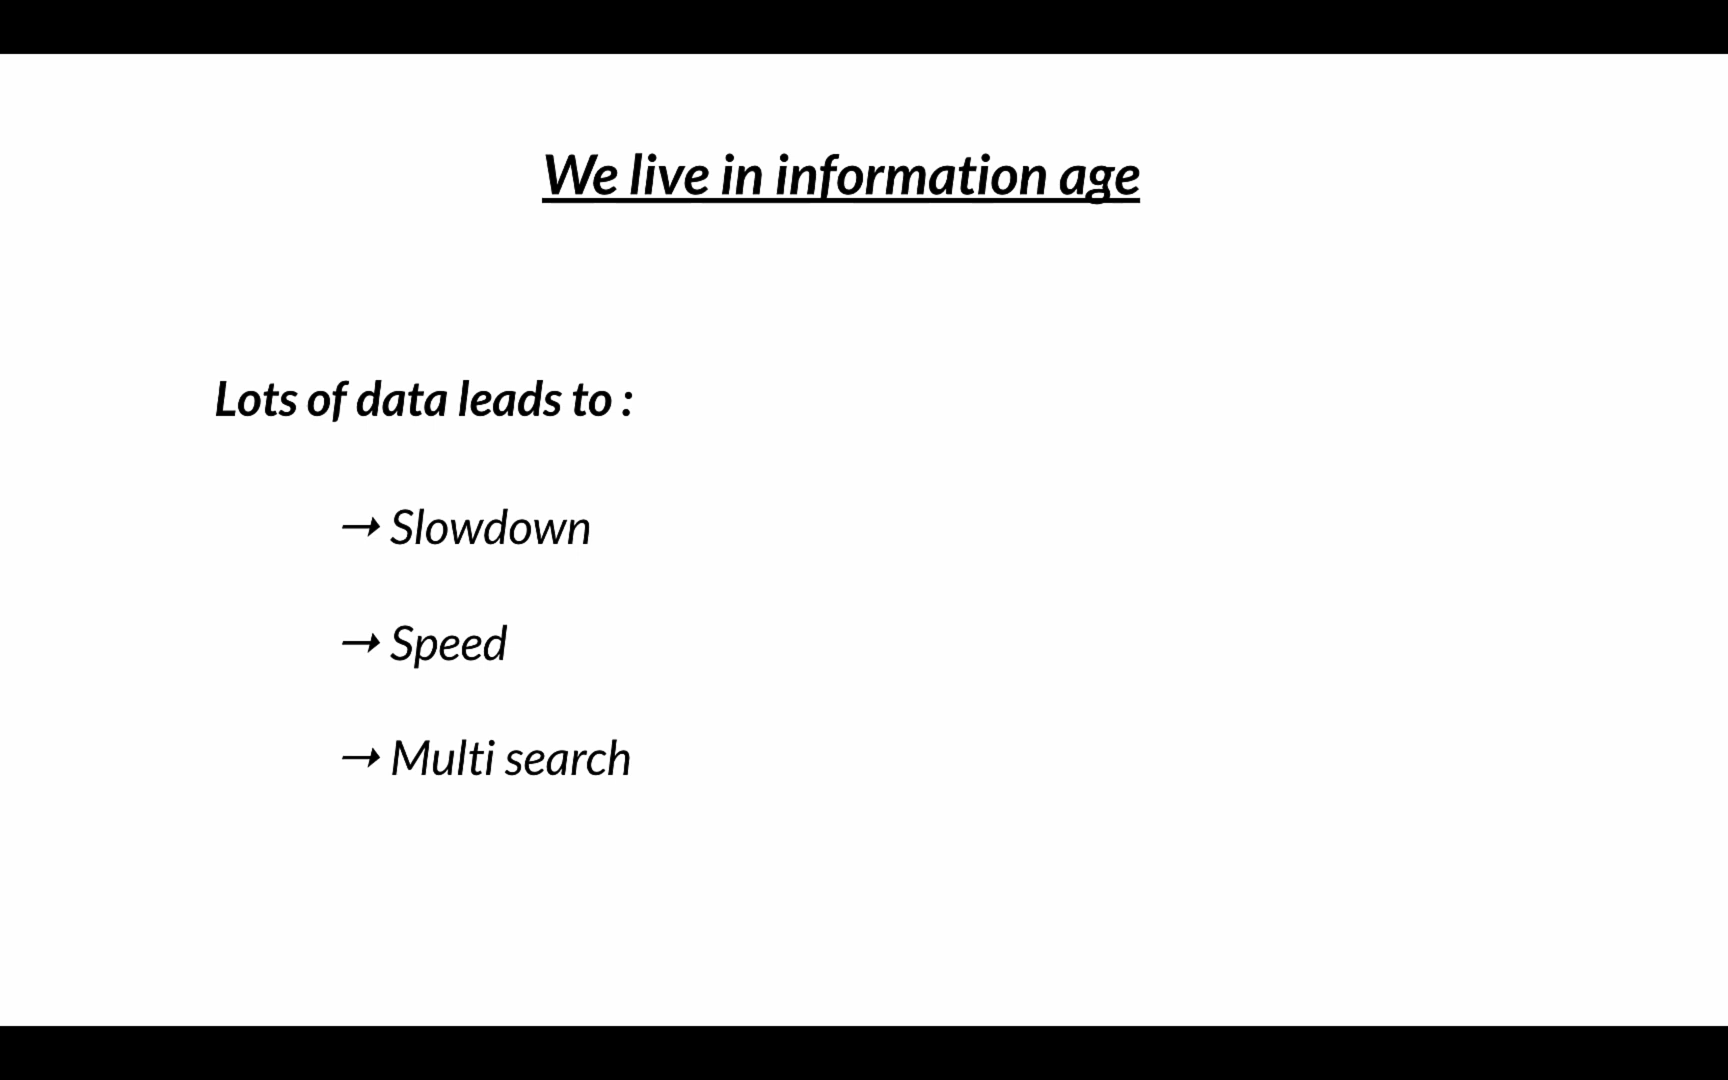 We live in information age
Lots of data leads to :
→ Slowdown
→ Speed
→ Multi search